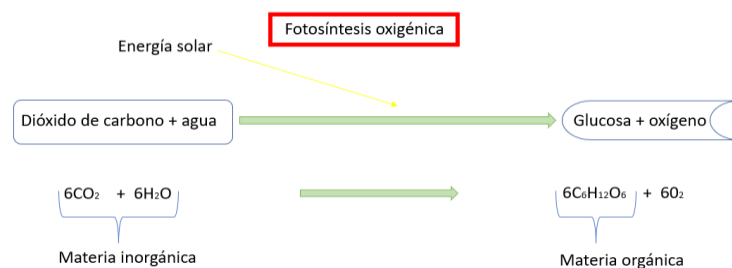 Fotosíntesis oxigénica
Energía solar
Dióxido de carbono + agua
Glucosa + oxígeno
6CO₂ + 6H₂O
6C₆H₁₂O₆ + 6O₂
Materia inorgánica
Materia orgánica